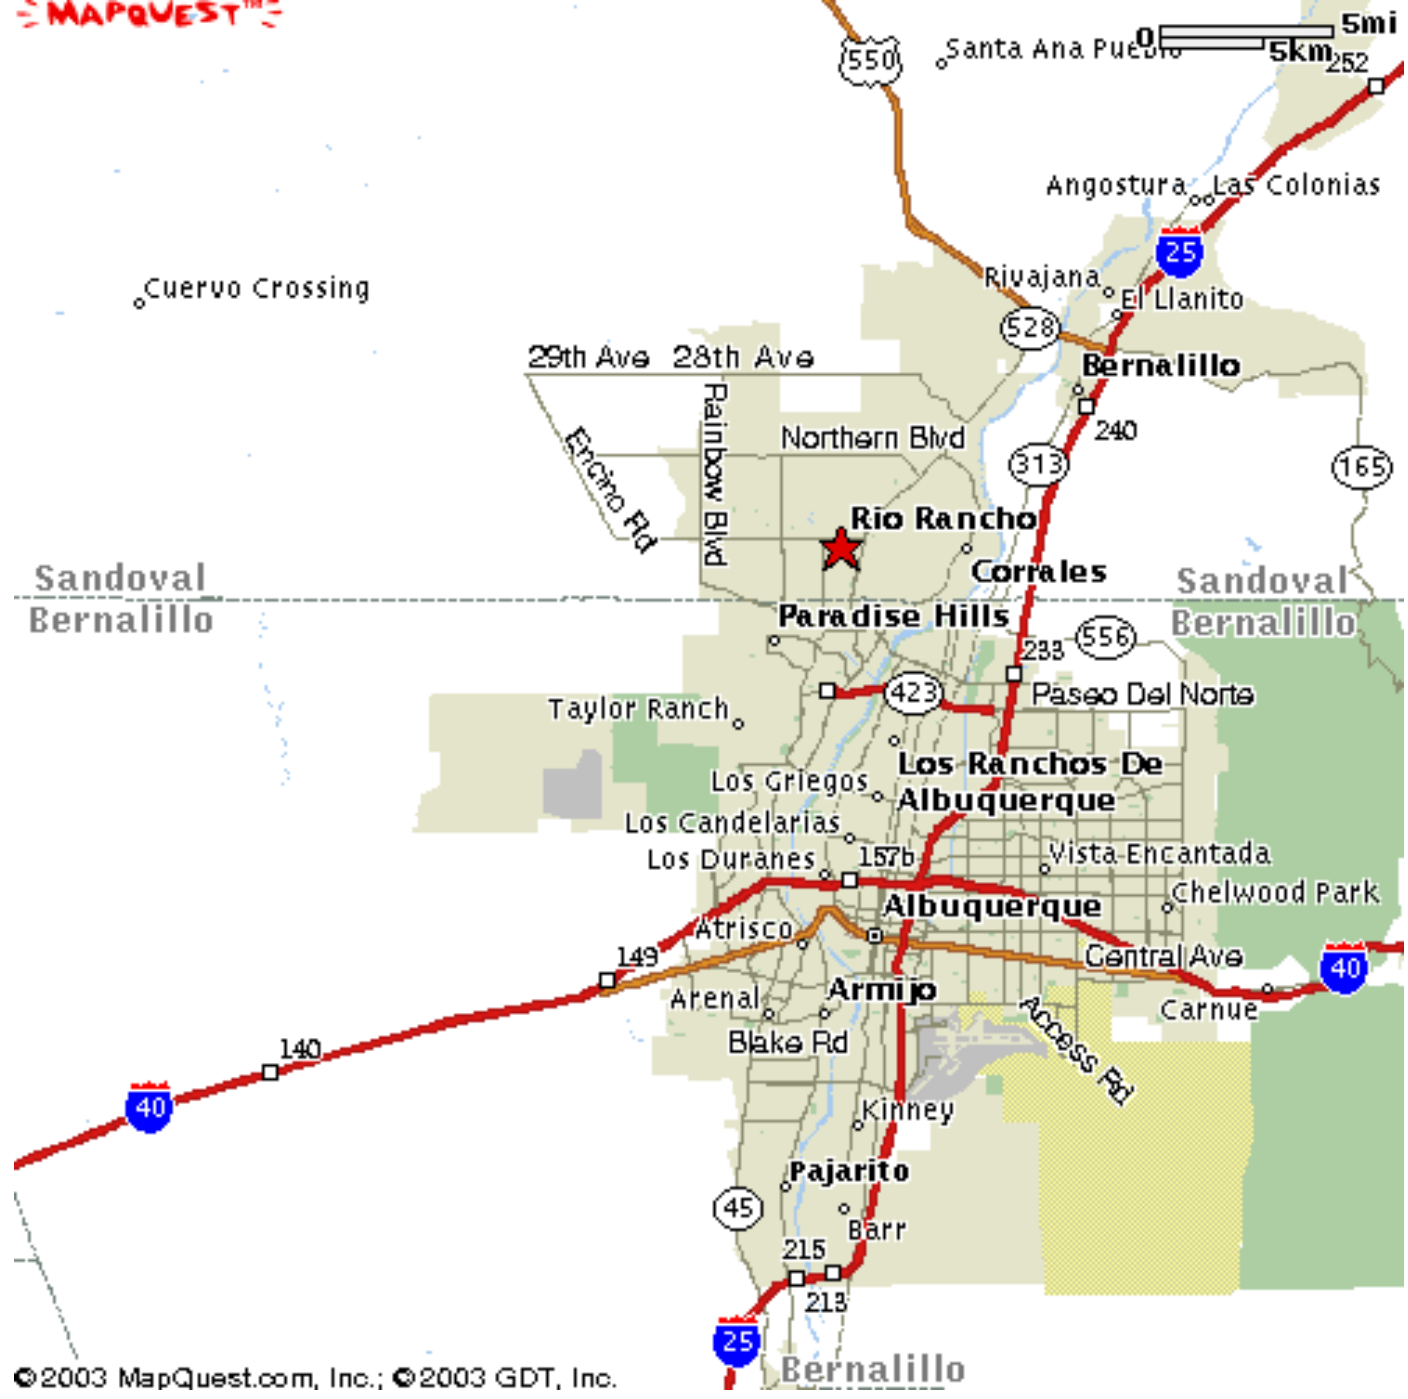 MAPQUEST™
0 5mi
5km
550
Santa Ana Pueblo
252
Angostura
Las Colonias
25
Cuervo Crossing
Rivajana
El Llanito
528
29th Ave
28th Ave
Bernalillo
Rainbow Blvd
Encino Rd
Northern Blvd
240
313
165
Rio Rancho
Corrales
Sandoval
Bernalillo
Sandoval
Bernalillo
Paradise Hills
556
233
423
Paseo Del Norte
Taylor Ranch
Los Ranchos De
Albuquerque
Los Griegos
Los Candelarias
Los Duranes
157b
Vista Encantada
Chelwood Park
Albuquerque
Atrisco
149
Central Ave
40
Arenal
Armijo
Carnue
Access Rd
Blake Rd
140
40
Kinney
Pajarito
45
Barr
215
213
25
Bernalillo
©2003 MapQuest.com, Inc.; ©2003 GDT, Inc.